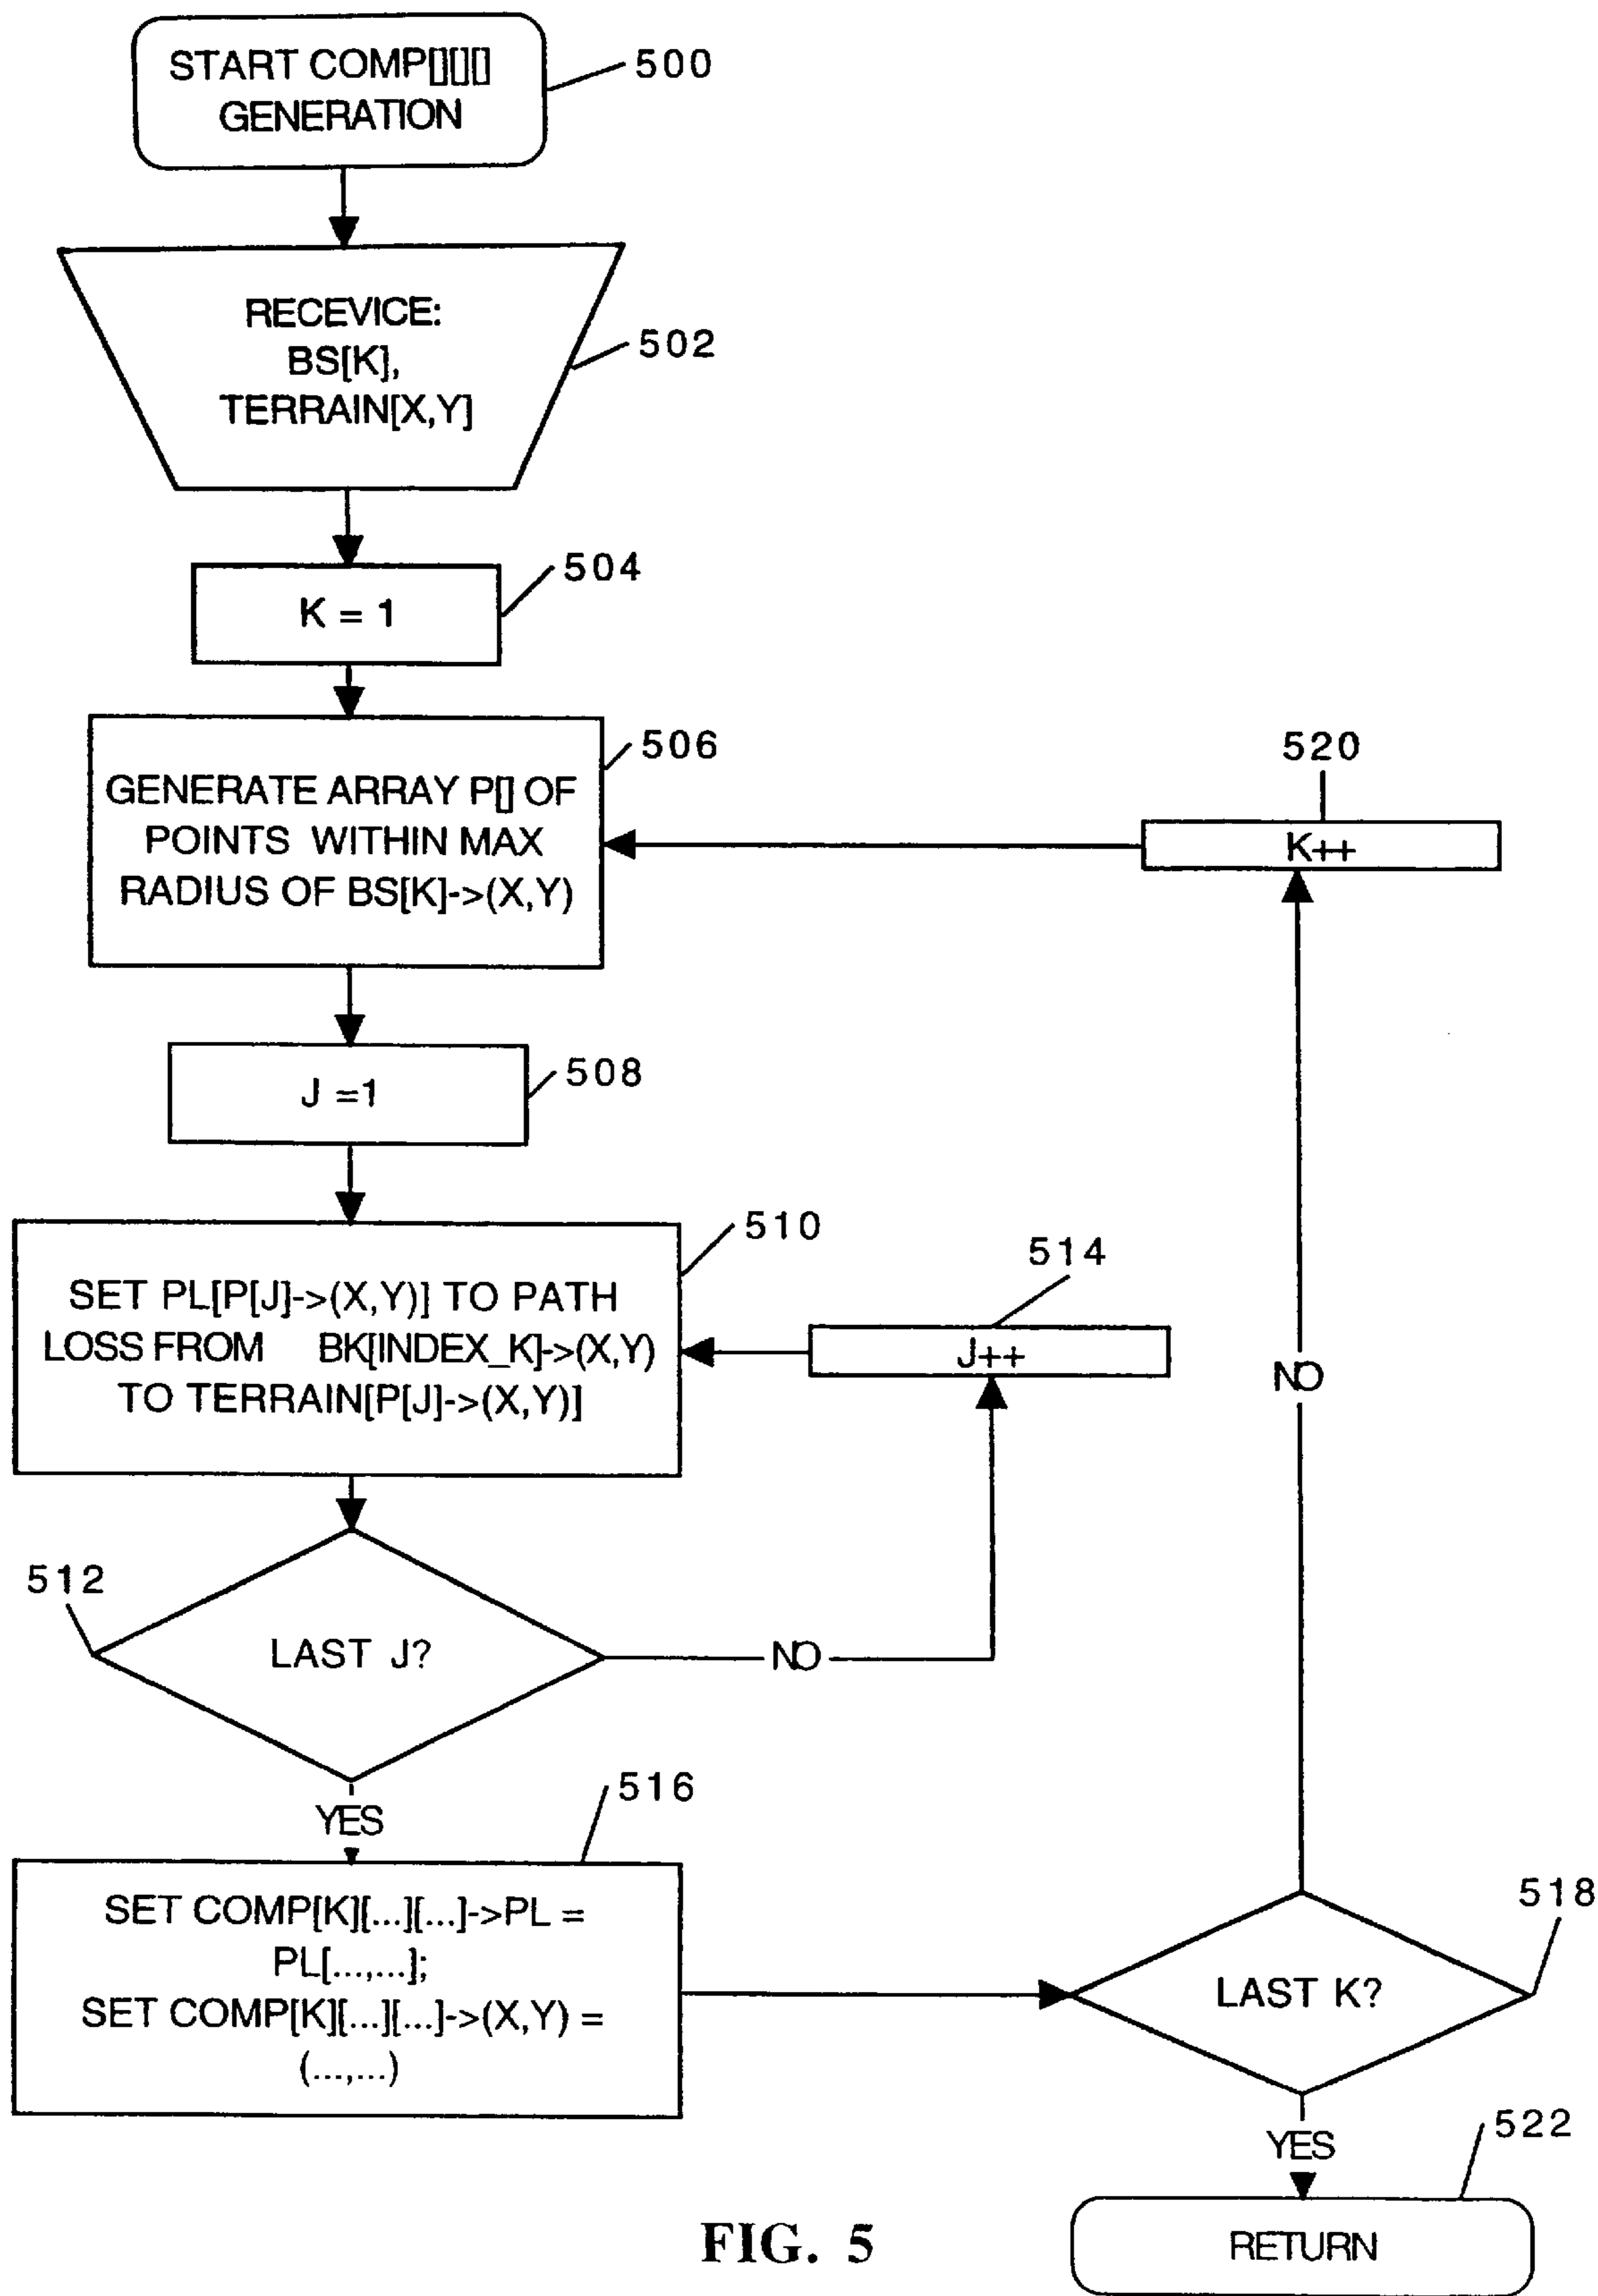 START COMP[][][]
GENERATION
500
RECEVICE:
BS[K],
TERRAIN[X,Y]
502
504
K = 1
506
GENERATE ARRAY P[] OF
POINTS WITHIN MAX
RADIUS OF BS[K]->(X,Y)
520
K++
508
J =1
510
SET PL[P[J]->(X,Y)] TO PATH
LOSS FROM BK[INDEX_K]->(X,Y)
TO TERRAIN[P[J]->(X,Y)]
514
J++
NO
512
LAST J?
NO
YES
516
SET COMP[K][...][...]->PL =
PL[...,...];
SET COMP[K][...][...]->(X,Y) =
(...,...)
518
LAST K?
YES
522
RETURN
FIG. 5